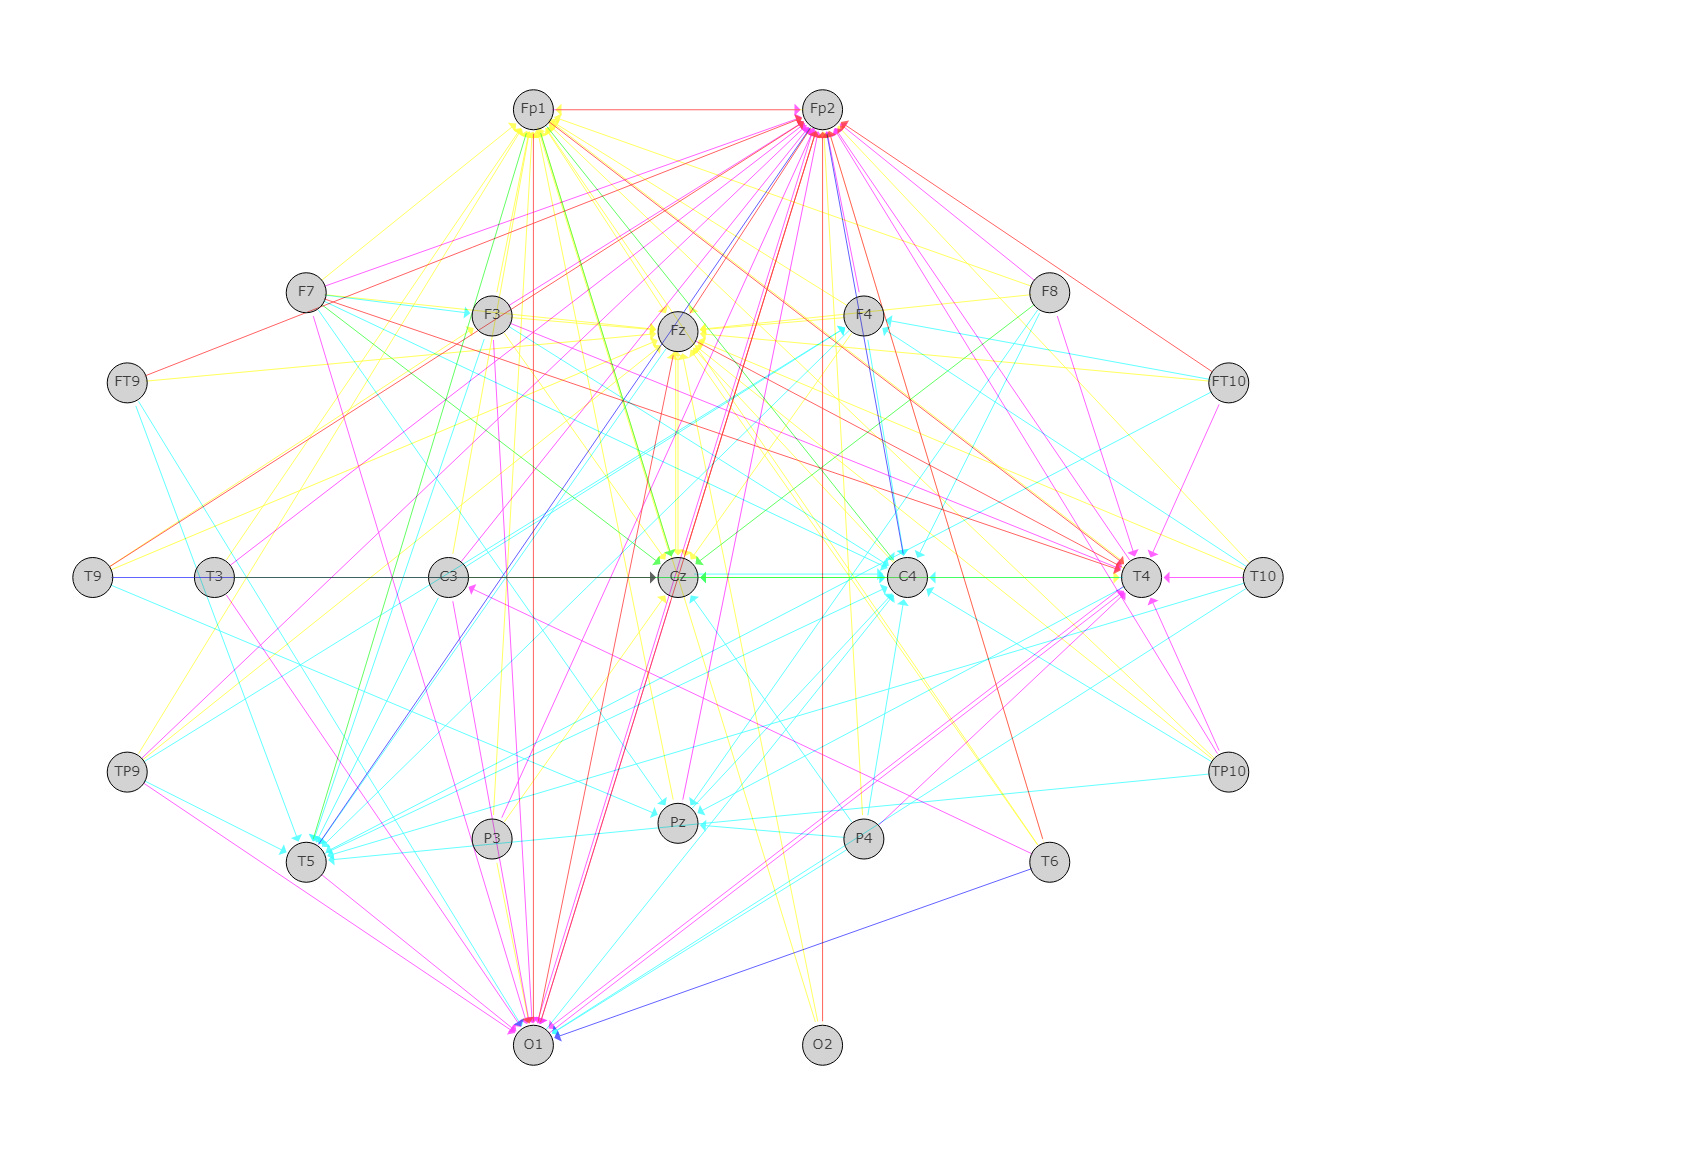 Fp1 Fp2
F7 F3 Fz F4 F8
FT9 FT10
T9 T3 C3 Cz C4 T4 T10
TP9 TP10
T5 P3 Pz P4 T6
O1 O2